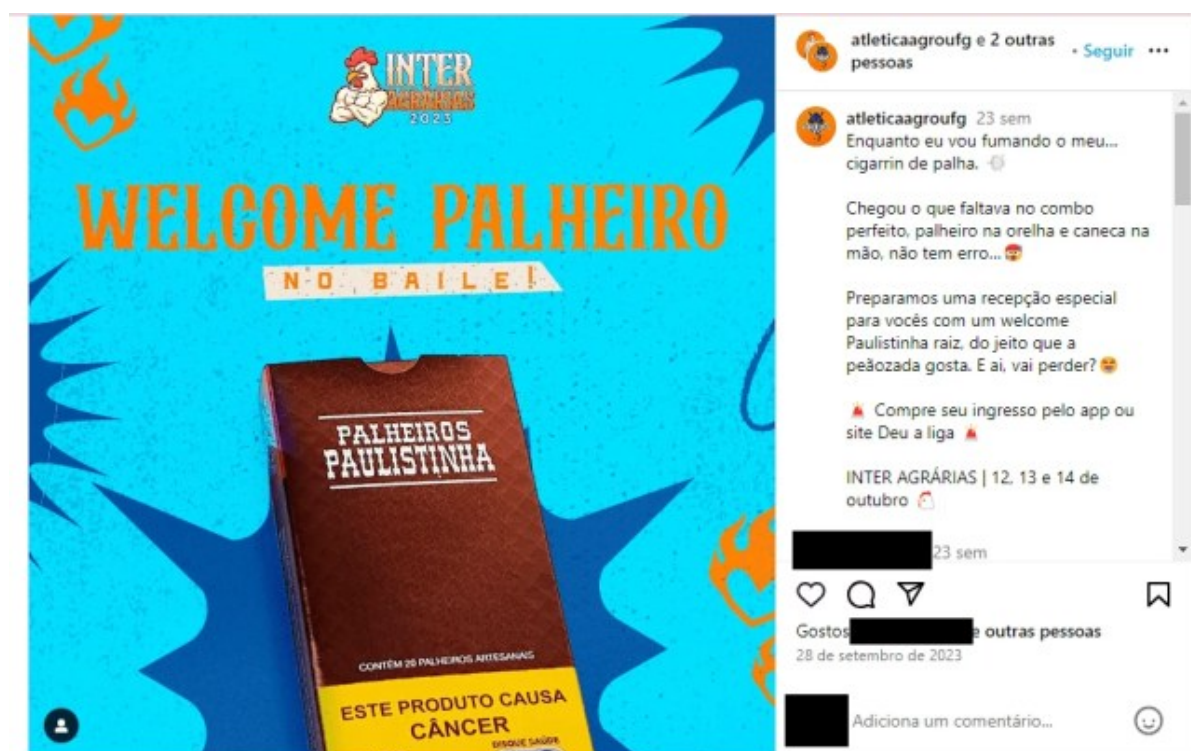 INTER
AGRÁRIAS
2023
WELCOME PALHEIRO
NO BAILE!
PALHEIROS
PAULISTINHA
CONTÉM 20 PALHEIROS ARTESANAIS
ESTE PRODUTO CAUSA
CÂNCER
DISQUE SAÚDE
atleticaagroufg e 2 outras
pessoas
• Seguir •••
atleticaagroufg 23 sem
Enquanto eu vou fumando o meu...
cigarrin de palha.
Chegou o que faltava no combo
perfeito, palheiro na orelha e caneca na
mão, não tem erro...
Preparamos uma recepção especial
para vocês com um welcome
Paulistinha raiz, do jeito que a
peãozada gosta. E ai, vai perder?
Compre seu ingresso pelo app ou
site Deu a liga
INTER AGRÁRIAS | 12, 13 e 14 de
outubro
23 sem
Gostos e outras pessoas
28 de setembro de 2023
Adiciona um comentário...